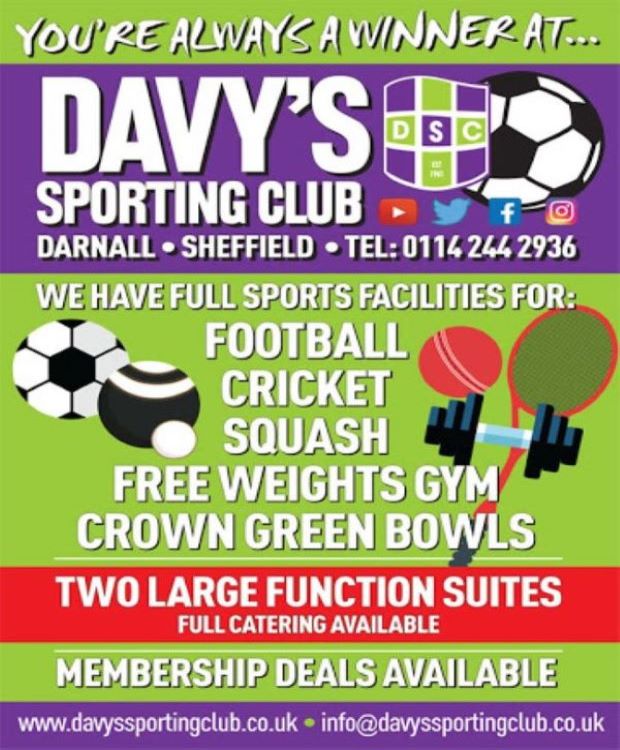 YOU'RE ALWAYS A WINNER AT...
DAVY'S
DSC
SPORTING CLUB
DARNALL • SHEFFIELD • TEL: 0114 244 2936
WE HAVE FULL SPORTS FACILITIES FOR:
FOOTBALL
CRICKET
SQUASH
FREE WEIGHTS GYM
CROWN GREEN BOWLS
TWO LARGE FUNCTION SUITES
FULL CATERING AVAILABLE
MEMBERSHIP DEALS AVAILABLE
www.davyssportingclub.co.uk • info@davyssportingclub.co.uk